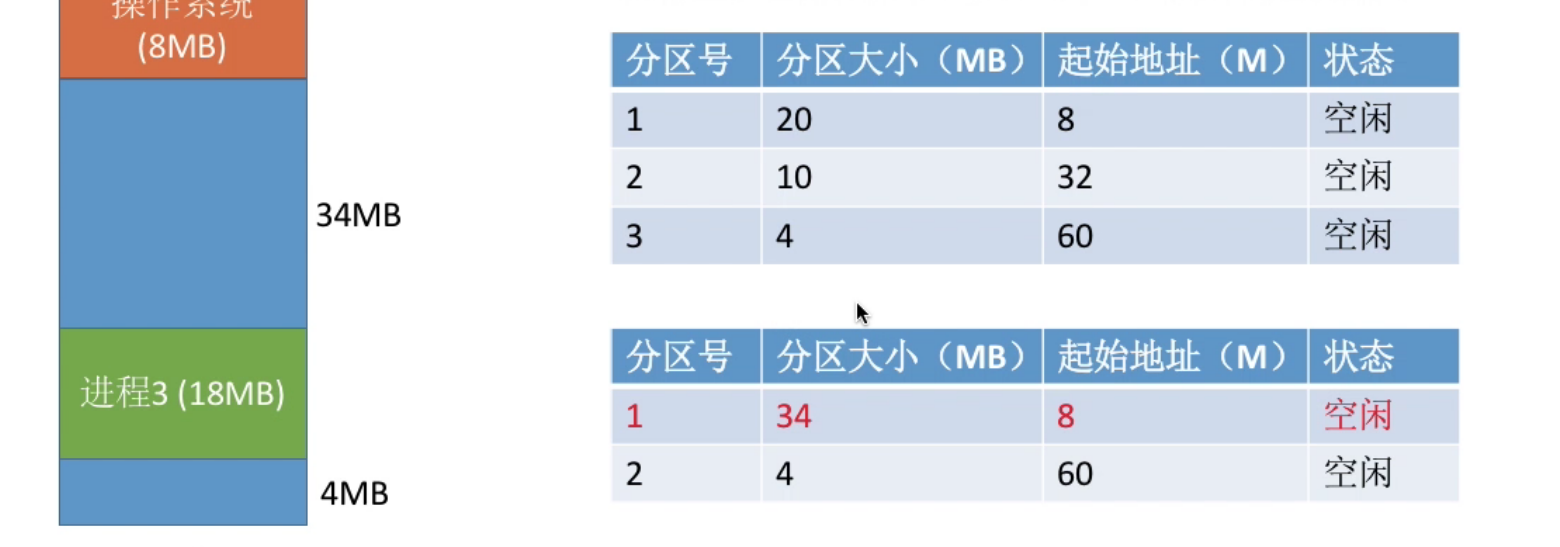 操作系统
(8MB)
34MB
进程3 (18MB)
4MB
分区号 分区大小（MB） 起始地址（M） 状态
1 20 8 空闲
2 10 32 空闲
3 4 60 空闲
分区号 分区大小（MB） 起始地址（M） 状态
1 34 8 空闲
2 4 60 空闲